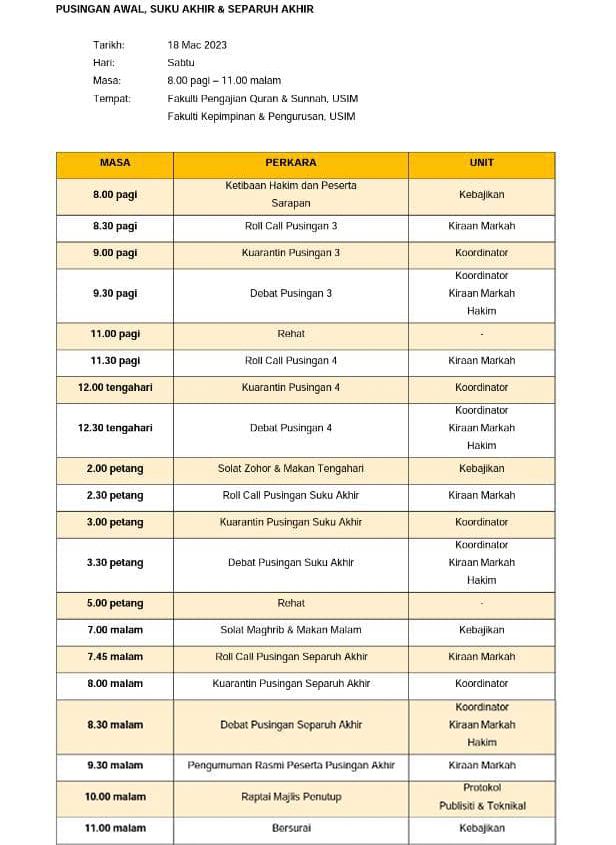 PUSINGAN AWAL, SUKU AKHIR & SEPARUH AKHIR
Tarikh: 18 Mac 2023
Hari: Sabtu
Masa: 8.00 pagi – 11.00 malam
Tempat: Fakulti Pengajian Quran & Sunnah, USIM
Fakulti Kepimpinan & Pengurusan, USIM
MASA PERKARA UNIT
8.00 pagi Ketibaan Hakim dan Peserta Kebajikan
Sarapan
8.30 pagi Roll Call Pusingan 3 Kiraan Markah
9.00 pagi Kuarantin Pusingan 3 Koordinator
Koordinator
9.30 pagi Debat Pusingan 3 Kiraan Markah
Hakim
11.00 pagi Rehat -
11.30 pagi Roll Call Pusingan 4 Kiraan Markah
12.00 tengahari Kuarantin Pusingan 4 Koordinator
Koordinator
12.30 tengahari Debat Pusingan 4 Kiraan Markah
Hakim
2.00 petang Solat Zohor & Makan Tengahari Kebajikan
2.30 petang Roll Call Pusingan Suku Akhir Kiraan Markah
3.00 petang Kuarantin Pusingan Suku Akhir Koordinator
Koordinator
3.30 petang Debat Pusingan Suku Akhir Kiraan Markah
Hakim
5.00 petang Rehat -
7.00 malam Solat Maghrib & Makan Malam Kebajikan
7.45 malam Roll Call Pusingan Separuh Akhir Kiraan Markah
8.00 malam Kuarantin Pusingan Separuh Akhir Koordinator
Koordinator
8.30 malam Debat Pusingan Separuh Akhir Kiraan Markah
Hakim
9.30 malam Pengumuman Rasmi Peserta Pusingan Akhir Kiraan Markah
10.00 malam Raptai Majlis Penutup Protokol
Publisiti & Teknikal
11.00 malam Bersurai Kebajikan